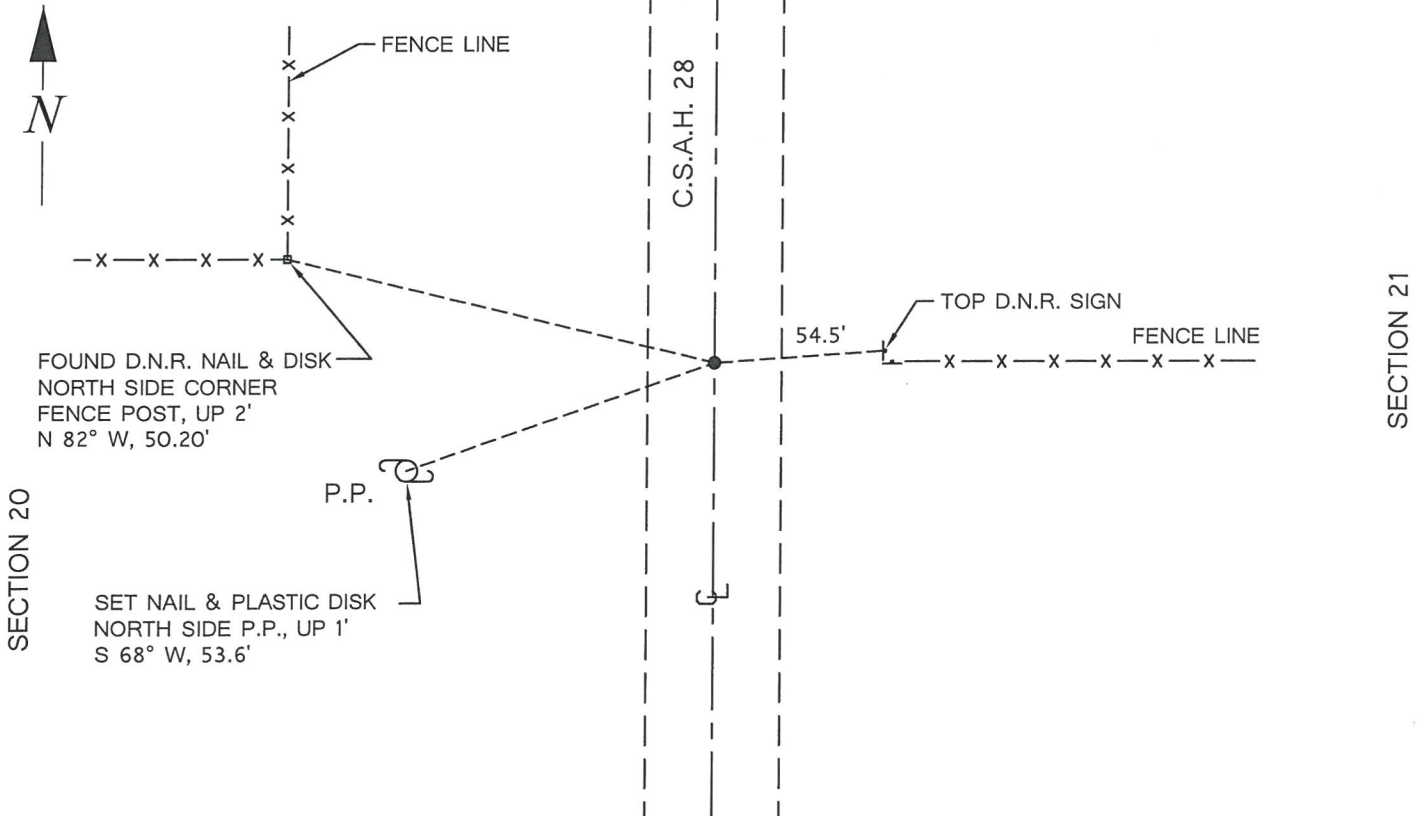 N
FENCE LINE
C.S.A.H. 28
TOP D.N.R. SIGN
54.5'
FENCE LINE
SECTION 21
FOUND D.N.R. NAIL & DISK
NORTH SIDE CORNER
FENCE POST, UP 2'
N 82° W, 50.20'
P.P.
SECTION 20
SET NAIL & PLASTIC DISK
NORTH SIDE P.P., UP 1'
S 68° W, 53.6'
CL